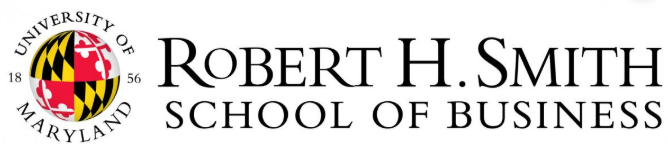 UNIVERSITY OF
18 56
MARYLAND
ROBERT H. SMITH
SCHOOL OF BUSINESS